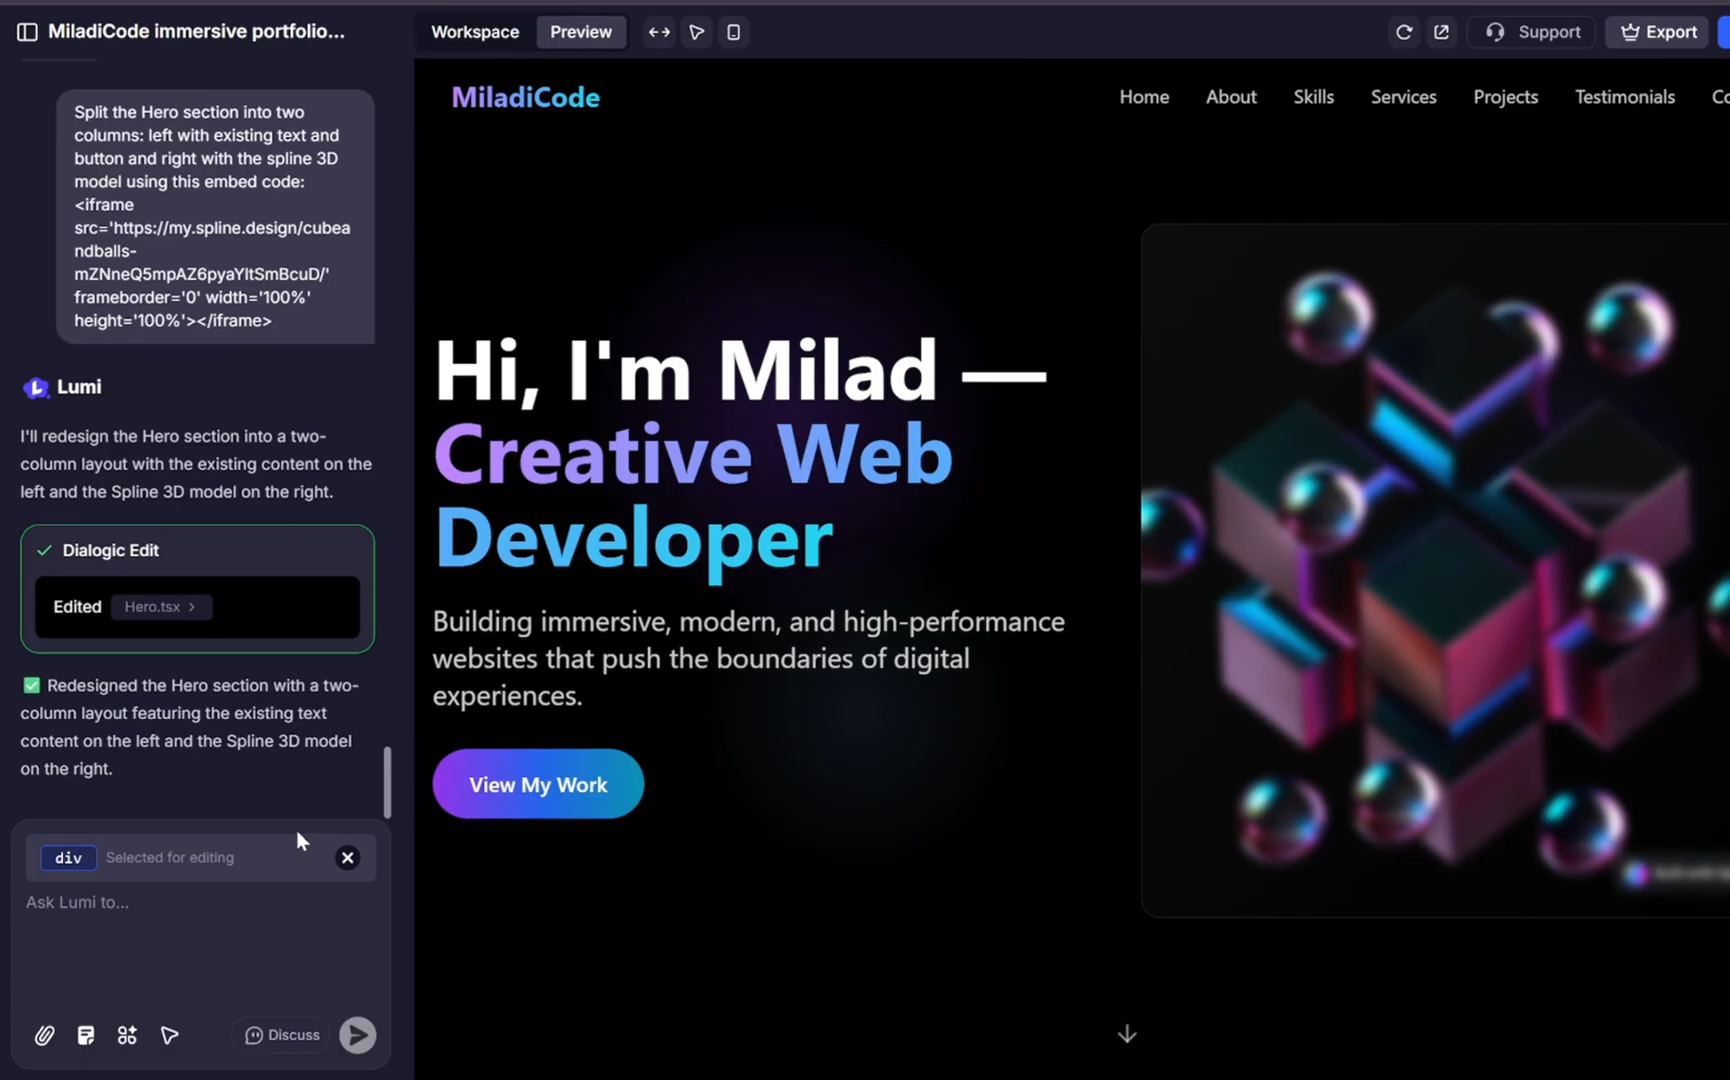 MiladiCode immersive portfolio...
Workspace
Preview
Support
Export
Split the Hero section into two
columns: left with existing text and
button and right with the spline 3D
model using this embed code:
<iframe
src='https://my.spline.design/cubea
ndballs-
mZNneQ5mpAZ6pyaYltSmBcuD/'
frameborder='0' width='100%'
height='100%'></iframe>
Lumi
I'll redesign the Hero section into a two-
column layout with the existing content on the
left and the Spline 3D model on the right.
Dialogic Edit
Edited Hero.tsx >
✅ Redesigned the Hero section with a two-
column layout featuring the existing text
content on the left and the Spline 3D model
on the right.
div Selected for editing
Ask Lumi to...
Discuss
MiladiCode
Home About Skills Services Projects Testimonials Co
Hi, I'm Milad —
Creative Web
Developer
Building immersive, modern, and high-performance
websites that push the boundaries of digital
experiences.
View My Work